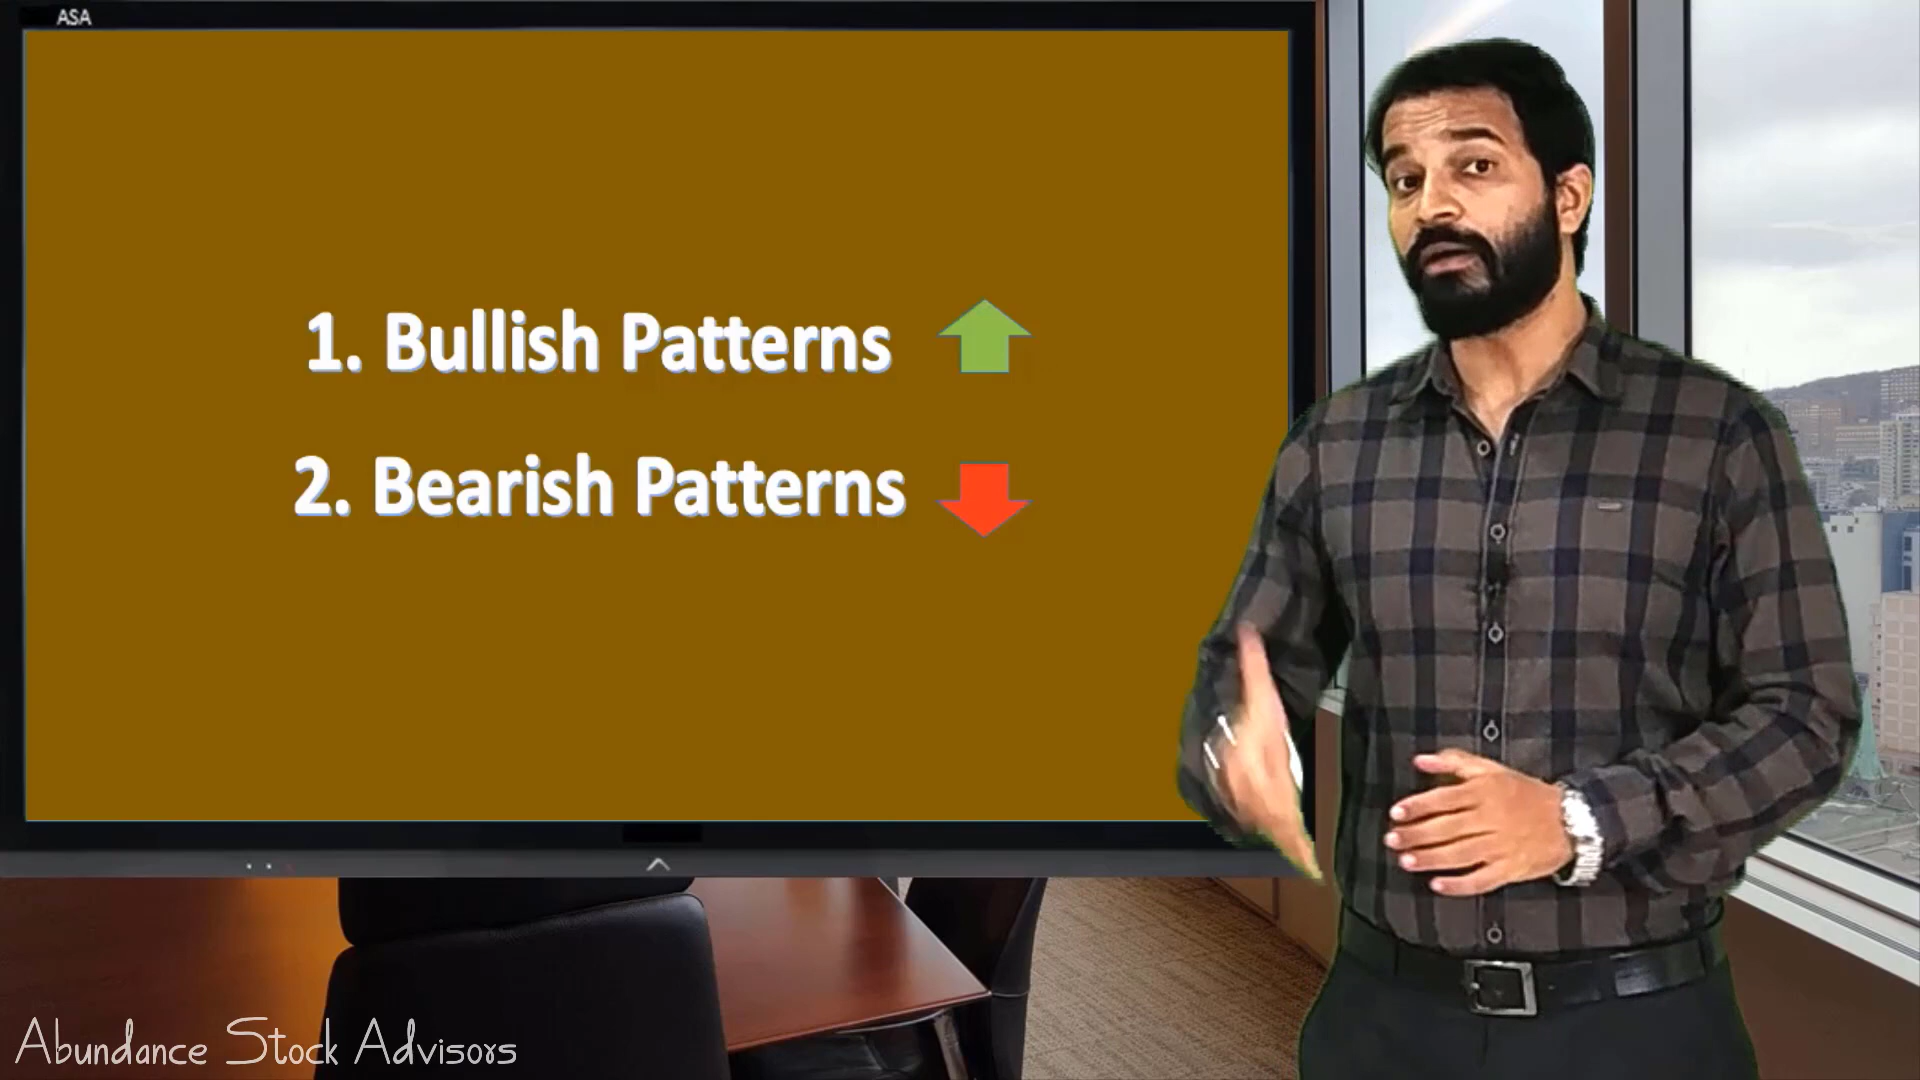 ASA
1. Bullish Patterns
2. Bearish Patterns
Abundance Stock Advisors